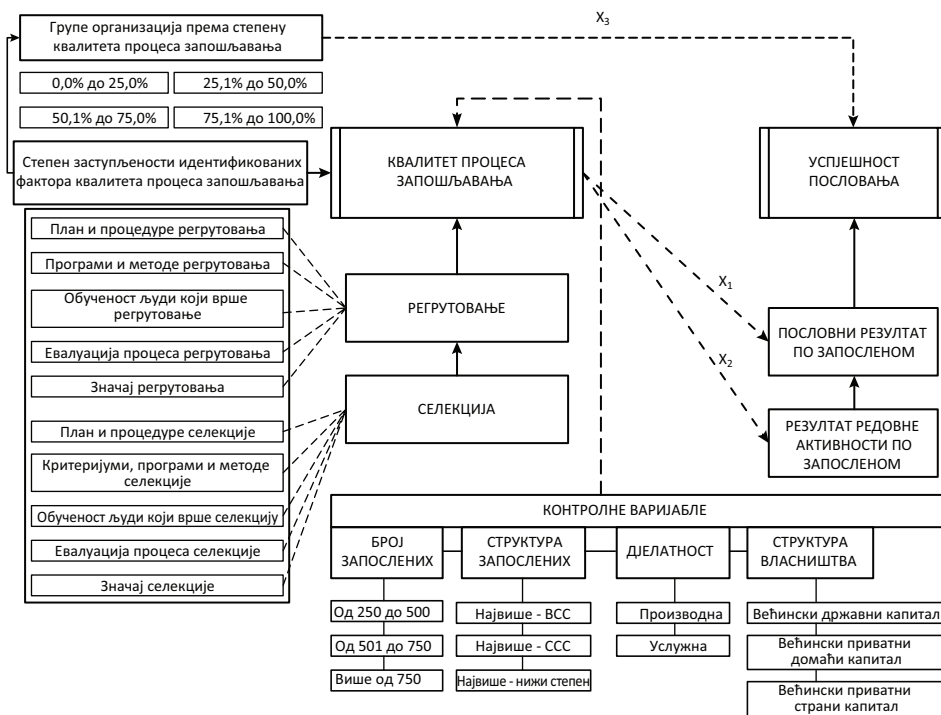 Групе организација према степену
квалитета процеса запошљавања
X3
0,0% до 25,0%
25,1% до 50,0%
50,1% до 75,0%
75,1% до 100,0%
Степен заступљености идентификованих
фактора квалитета процеса запошљавања
КВАЛИТЕТ ПРОЦЕСА
ЗАПОШЉАВАЊА
УСПЈЕШНОСТ
ПОСЛОВАЊА
План и процедуре регрутовања
Програми и методе регрутовања
Обученост људи који врше
регрутовање
Евалуација процеса регрутовања
Значај регрутовања
План и процедуре селекције
Критеријуми, програми и методе
селекције
Обученост људи који врше селекцију
Евалуација процеса селекције
Значај селекције
РЕГРУТОВАЊЕ
СЕЛЕКЦИЈА
X1
X2
ПОСЛОВНИ РЕЗУЛТАТ
ПО ЗАПОСЛЕНОМ
РЕЗУЛТАТ РЕДОВНЕ
АКТИВНОСТИ ПО
ЗАПОСЛЕНОМ
КОНТРОЛНЕ ВАРИЈАБЛЕ
БРОЈ
ЗАПОСЛЕНИХ
СТРУКТУРА
ЗАПОСЛЕНИХ
ДЈЕЛАТНОСТ
СТРУКТУРА
ВЛАСНИШТВА
Од 250 до 500
Од 501 до 750
Више од 750
Највише - ВСС
Највише - ССС
Највише - нижи степен
Производна
Услужна
Већински државни капитал
Већински приватни
домаћи капитал
Већински приватни
страни капитал